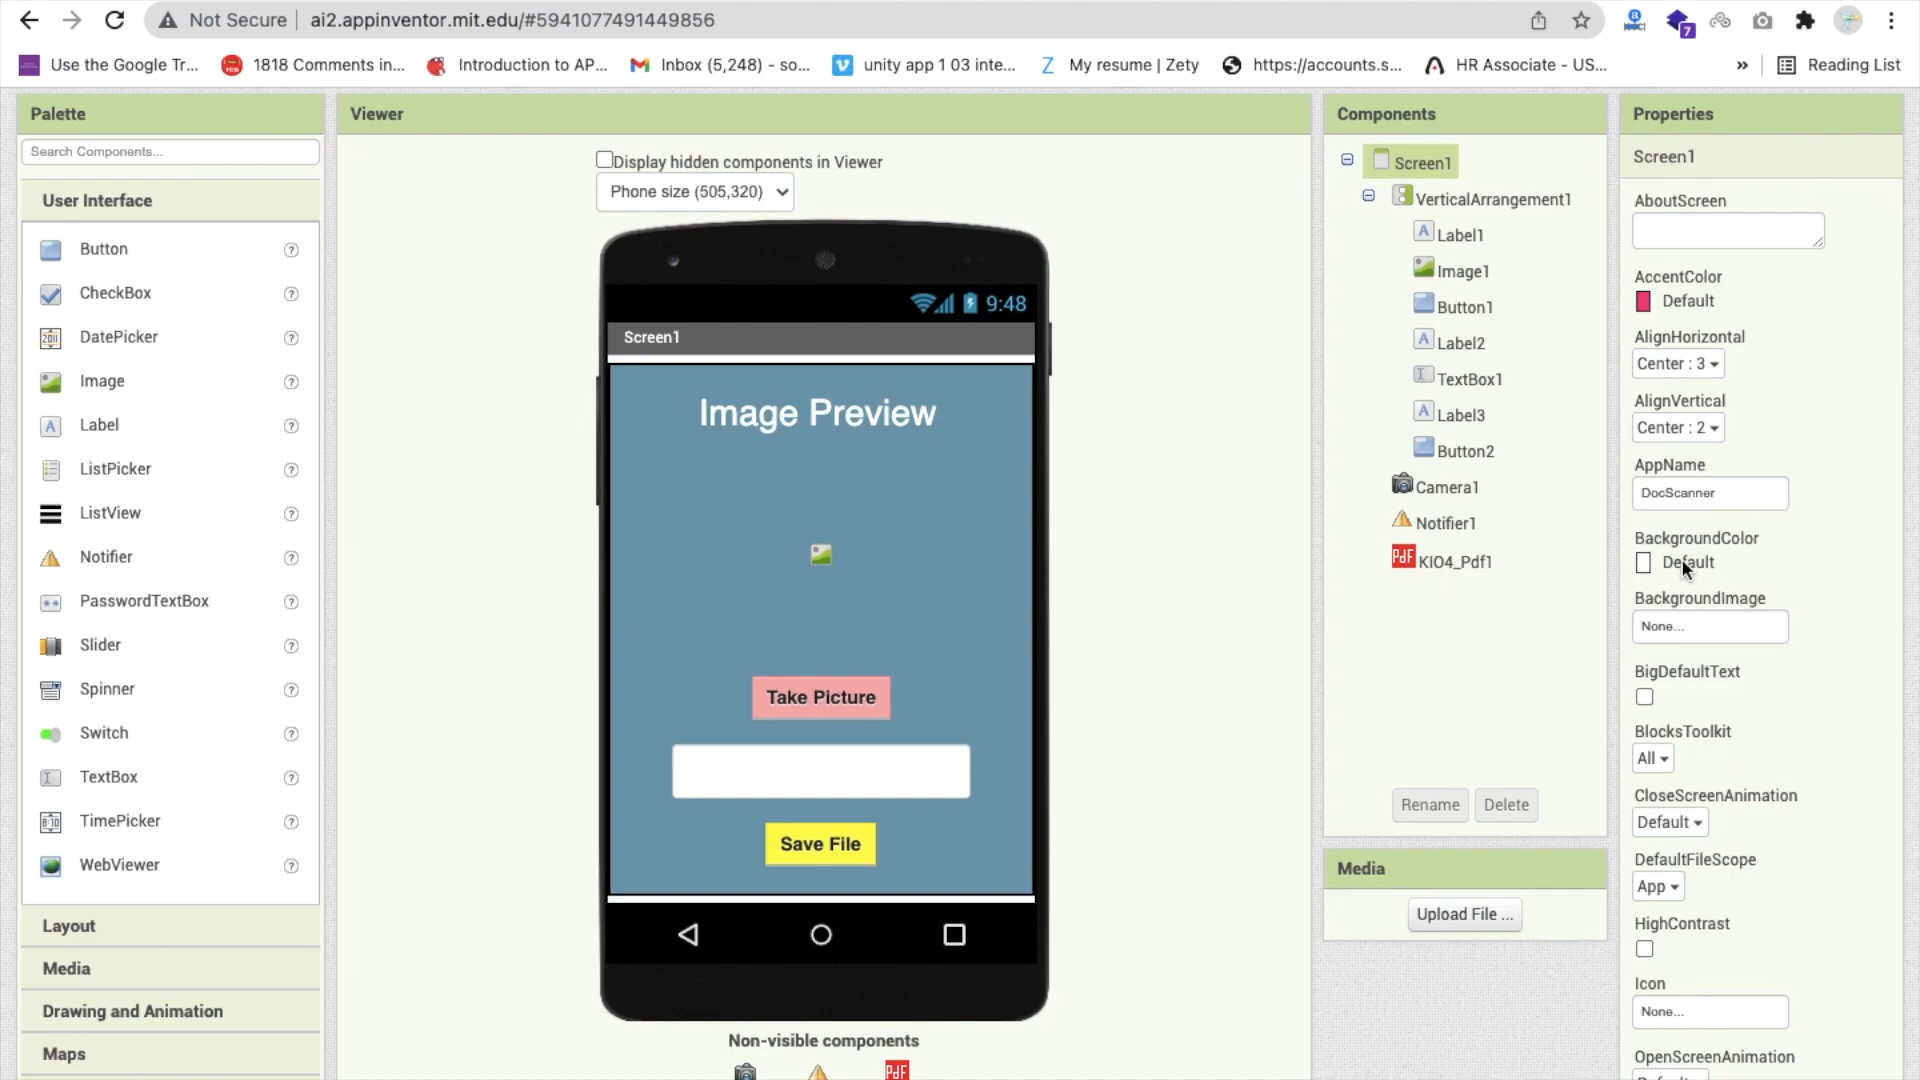 Not Secure
ai2.appinventor.mit.edu/#5941077491449856
7
Use the Google Tr...
1818 Comments in...
Introduction to AP...
Inbox (5,248) - so...
unity app 1 03 inte...
My resume | Zety
https://accounts.s...
HR Associate - US...
»
Reading List
Palette
Search Components...
User Interface
Button
CheckBox
DatePicker
Image
Label
ListPicker
ListView
Notifier
PasswordTextBox
Slider
Spinner
Switch
TextBox
TimePicker
WebViewer
Layout
Media
Drawing and Animation
Maps
Viewer
Display hidden components in Viewer
Phone size (505,320)
9:48
Screen1
Image Preview
Take Picture
Save File
Non-visible components
PDF
Components
Screen1
VerticalArrangement1
Label1
Image1
Button1
Label2
TextBox1
Label3
Button2
Camera1
Notifier1
PDF KIO4_Pdf1
Rename
Delete
Media
Upload File ...
Properties
Screen1
AboutScreen
AccentColor
Default
AlignHorizontal
Center : 3
AlignVertical
Center : 2
AppName
DocScanner
BackgroundColor
Default
BackgroundImage
None...
BigDefaultText
BlocksToolkit
All
CloseScreenAnimation
Default
DefaultFileScope
App
HighContrast
Icon
None...
OpenScreenAnimation